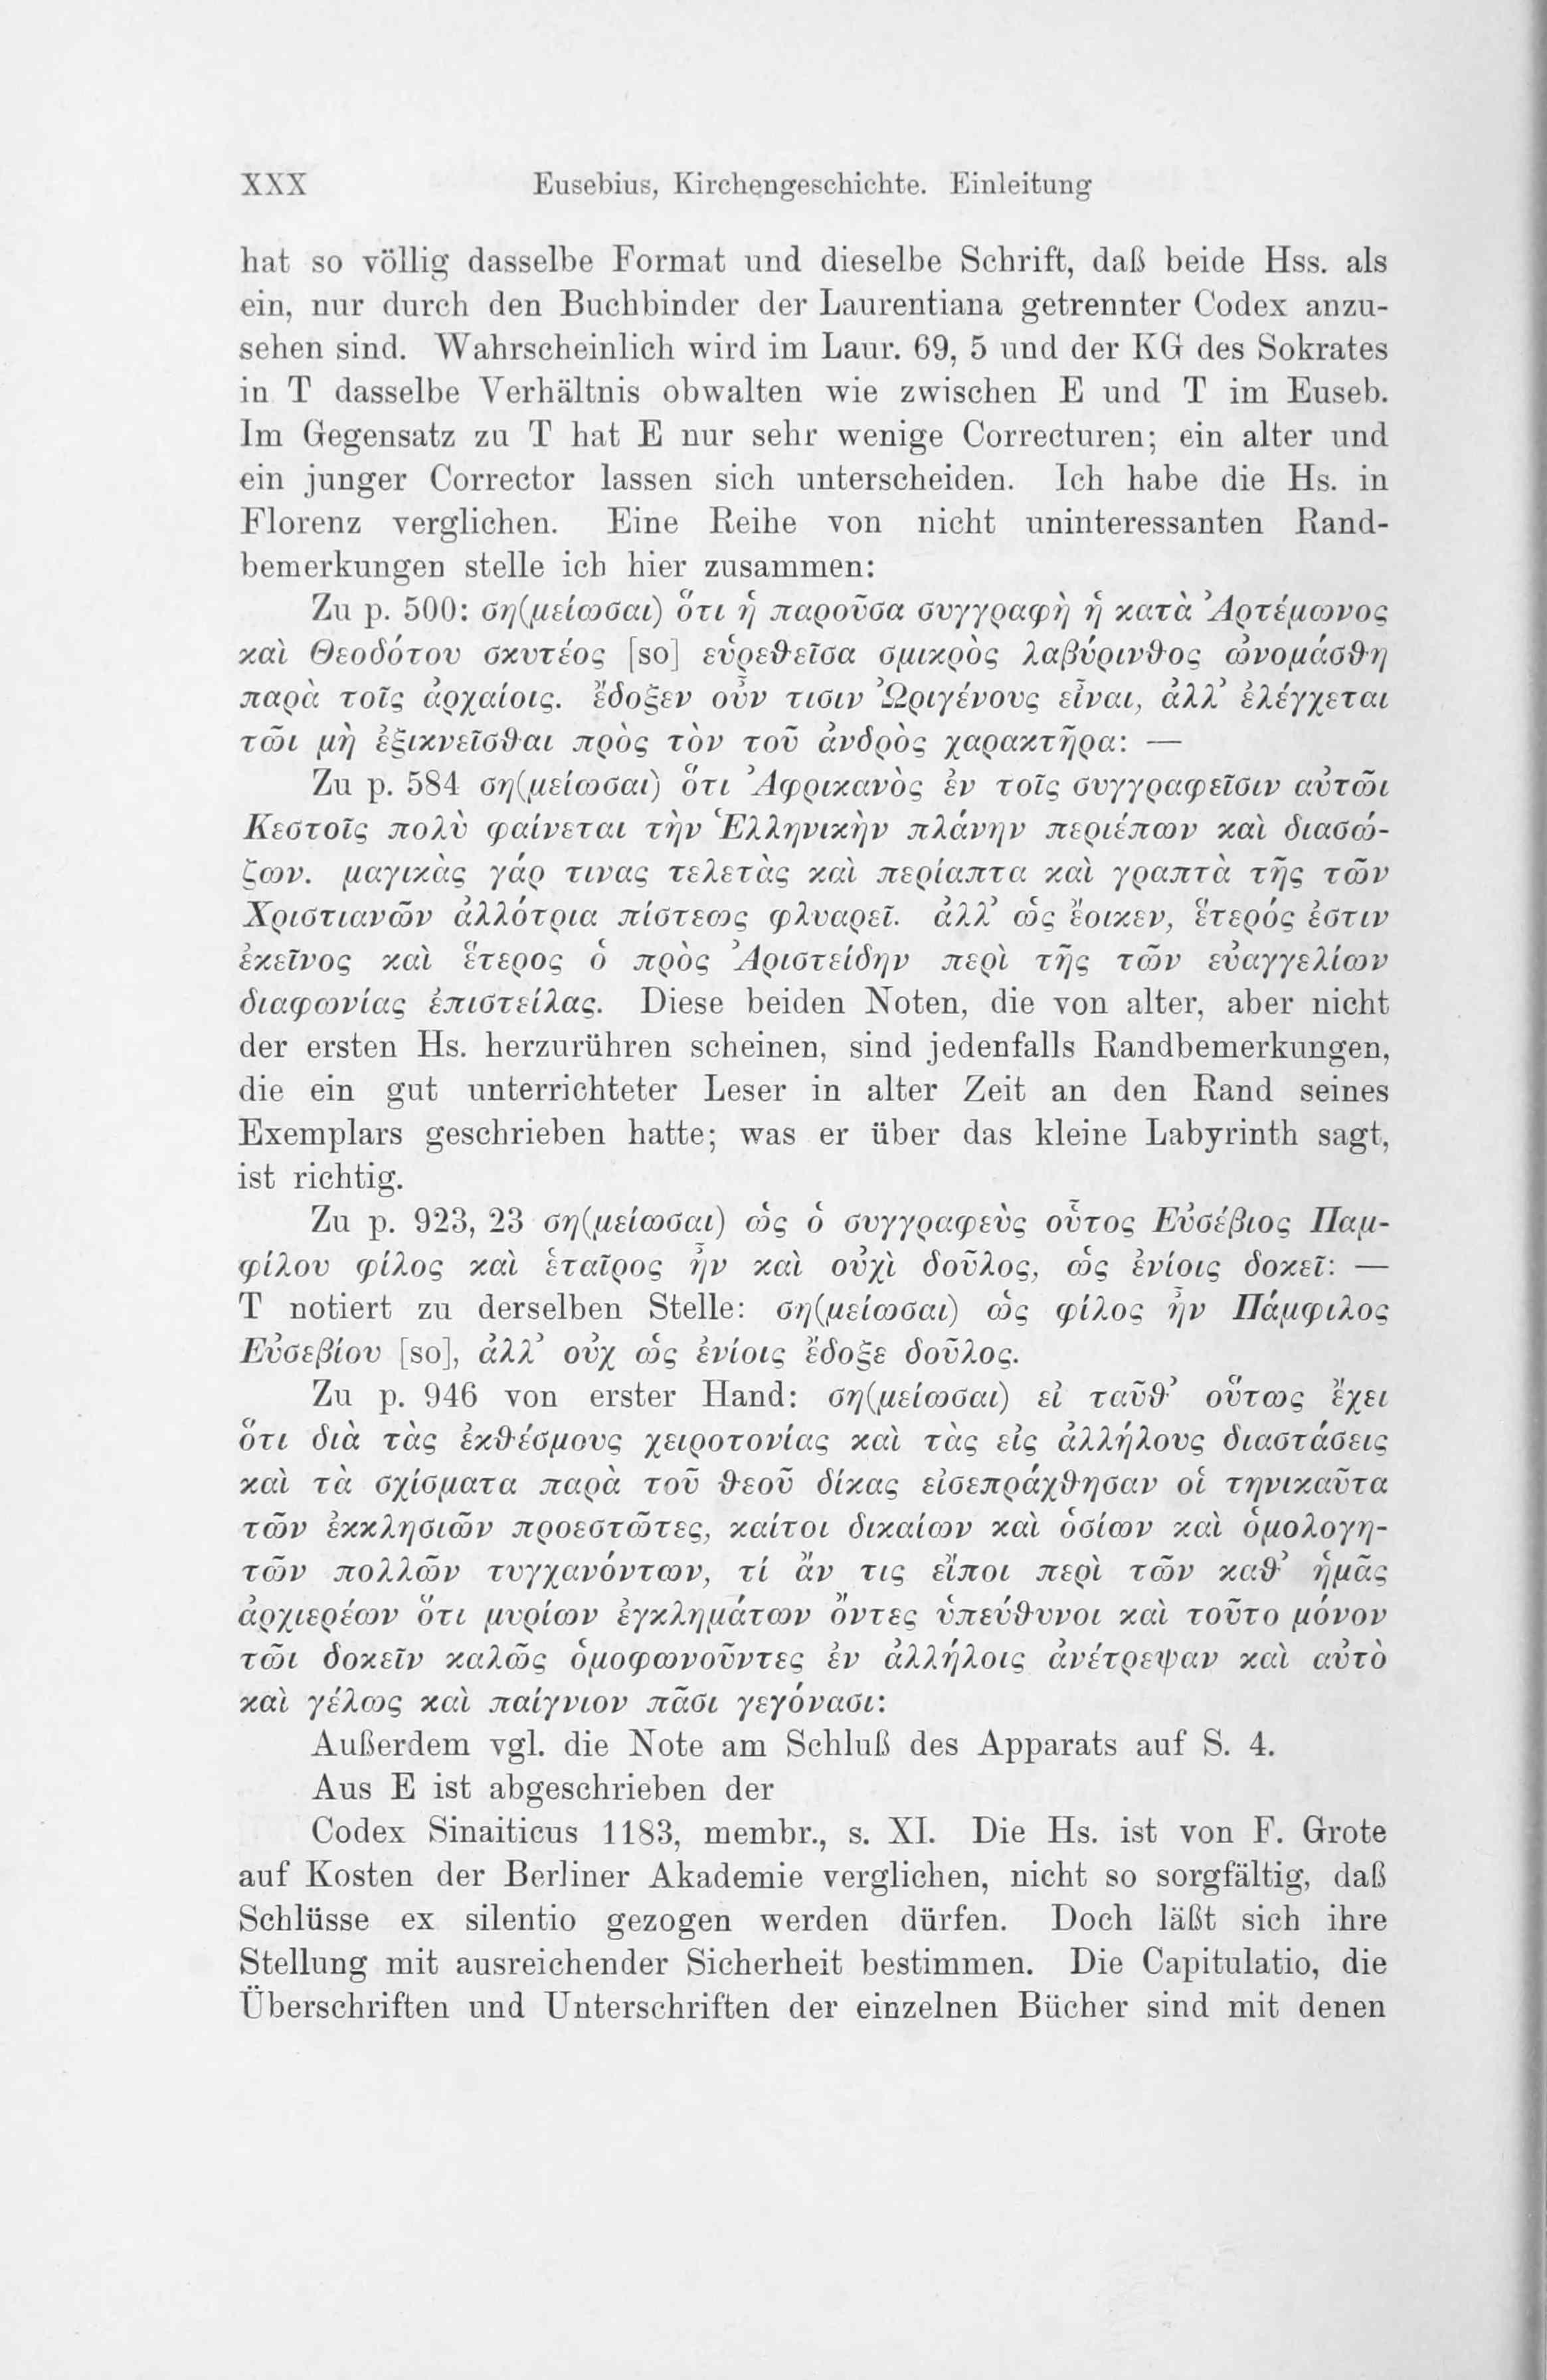 XXX Eusebius, Kirchengeschichte. Einleitung
hat so völlig dasselbe Format und dieselbe Schrift, daß beide Hss. als
ein, nur durch den Buchbinder der Laurentiana getrennter Codex anzu-
sehen sind. Wahrscheinlich wird im Laur. 69, 5 und der KG des Sokrates
in T dasselbe Verhältnis obwalten wie zwischen E und T im Euseb.
Im Gegensatz zu T hat E nur sehr wenige Correcturen; ein alter und
ein junger Corrector lassen sich unterscheiden. Ich habe die Hs. in
Florenz verglichen. Eine Reihe von nicht uninteressanten Rand-
bemerkungen stelle ich hier zusammen:
Zu p. 500: ση(μείωσαι) ὅτι ἡ παροῦσα συγγραφὴ ἡ κατὰ Ἀρτέμωνος
καὶ Θεοδότου σκυτέος [so] εὑρεθεῖσα σμικρὸς λαβύρινθος ὠνομάσθη
παρὰ τοῖς ἀρχαίοις. ἔδοξεν οὖν τισιν Ὠριγένους εἶναι, ἀλλ᾽ ἐλέγχεται
τῶι μὴ ἐξικνεῖσθαι πρὸς τὸν τοῦ ἀνδρὸς χαρακτῆρα: —
Zu p. 584 ση(μείωσαι) ὅτι Ἀφρικανὸς ἐν τοῖς συγγραφεῖσιν αὐτῶι
Κεστοῖς πολὺ φαίνεται τὴν Ἑλληνικὴν πλάνην περιέπων καὶ διασώ-
ζων. μαγικὰς γάρ τινας τελετὰς καὶ περίαπτα καὶ γραπτὰ τῆς τῶν
Χριστιανῶν ἀλλότρια πίστεως φλυαρεῖ. ἀλλ᾽ ὡς ἔοικεν, ἕτερός ἐστιν
ἐκεῖνος καὶ ἕτερος ὁ πρὸς Ἀριστείδην περὶ τῆς τῶν εὐαγγελίων
διαφωνίας ἐπιστείλας. Diese beiden Noten, die von alter, aber nicht
der ersten Hs. herzurühren scheinen, sind jedenfalls Randbemerkungen,
die ein gut unterrichteter Leser in alter Zeit an den Rand seines
Exemplars geschrieben hatte; was er über das kleine Labyrinth sagt,
ist richtig.
Zu p. 923, 23 ση(μείωσαι) ὡς ὁ συγγραφεὺς οὗτος Εὐσέβιος Παμ-
φίλου φίλος καὶ ἑταῖρος ἦν καὶ οὐχὶ δοῦλος, ὡς ἐνίοις δοκεῖ: —
T notiert zu derselben Stelle: ση(μείωσαι) ὡς φίλος ἦν Πάμφιλος
Εὐσεβίου [so], ἀλλ᾽ οὐχ ὡς ἐνίοις ἔδοξε δοῦλος.
Zu p. 946 von erster Hand: ση(μείωσαι) εἰ ταῦθ᾽ οὕτως ἔχει
ὅτι διὰ τὰς ἐκθέσμους χειροτονίας καὶ τὰς εἰς ἀλλήλους διαστάσεις
καὶ τὰ σχίσματα παρὰ τοῦ θεοῦ δίκας εἰσεπράχθησαν οἱ τηνικαῦτα
τῶν ἐκκλησιῶν προεστῶτες, καίτοι δικαίων καὶ ὁσίων καὶ ὁμολογη-
τῶν πολλῶν τυγχανόντων, τί ἄν τις εἴποι περὶ τῶν καθ᾽ ἡμᾶς
ἀρχιερέων ὅτι μυρίων ἐγκλημάτων ὄντες ὑπεύθυνοι καὶ τοῦτο μόνον
τῶι δοκεῖν καλῶς ὁμοφωνοῦντες ἐν ἀλλήλοις ἀνέτρεψαν καὶ αὐτὸ
καὶ γέλως καὶ παίγνιον πᾶσι γεγόνασι:
Außerdem vgl. die Note am Schluß des Apparats auf S. 4.
Aus E ist abgeschrieben der
Codex Sinaiticus 1183, membr., s. XI. Die Hs. ist von F. Grote
auf Kosten der Berliner Akademie verglichen, nicht so sorgfältig, daß
Schlüsse ex silentio gezogen werden dürfen. Doch läßt sich ihre
Stellung mit ausreichender Sicherheit bestimmen. Die Capitulatio, die
Überschriften und Unterschriften der einzelnen Bücher sind mit denen